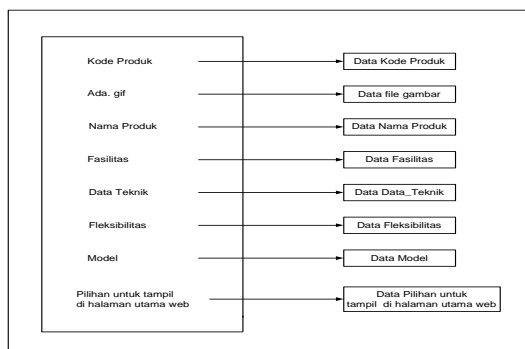 Kode Produk
Data Kode Produk
Ada. gif
Data file gambar
Nama Produk
Data Nama Produk
Fasilitas
Data Fasilitas
Data Teknik
Data Data_Teknik
Fleksibilitas
Data Fleksibilitas
Model
Data Model
Pilihan untuk tampil
di halaman utama web
Data Pilihan untuk
tampil di halaman utama web